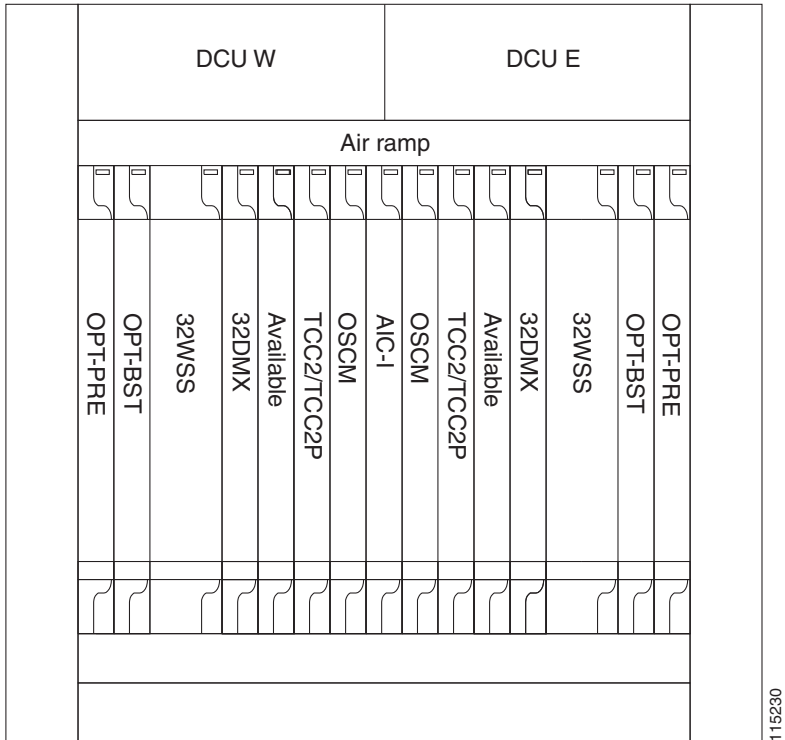 DCU W
DCU E
Air ramp
OPT-PRE
OPT-BST
32WSS
32DMX
Available
TCC2/TCC2P
OSCM
AIC-I
OSCM
TCC2/TCC2P
Available
32DMX
32WSS
OPT-BST
OPT-PRE
115230